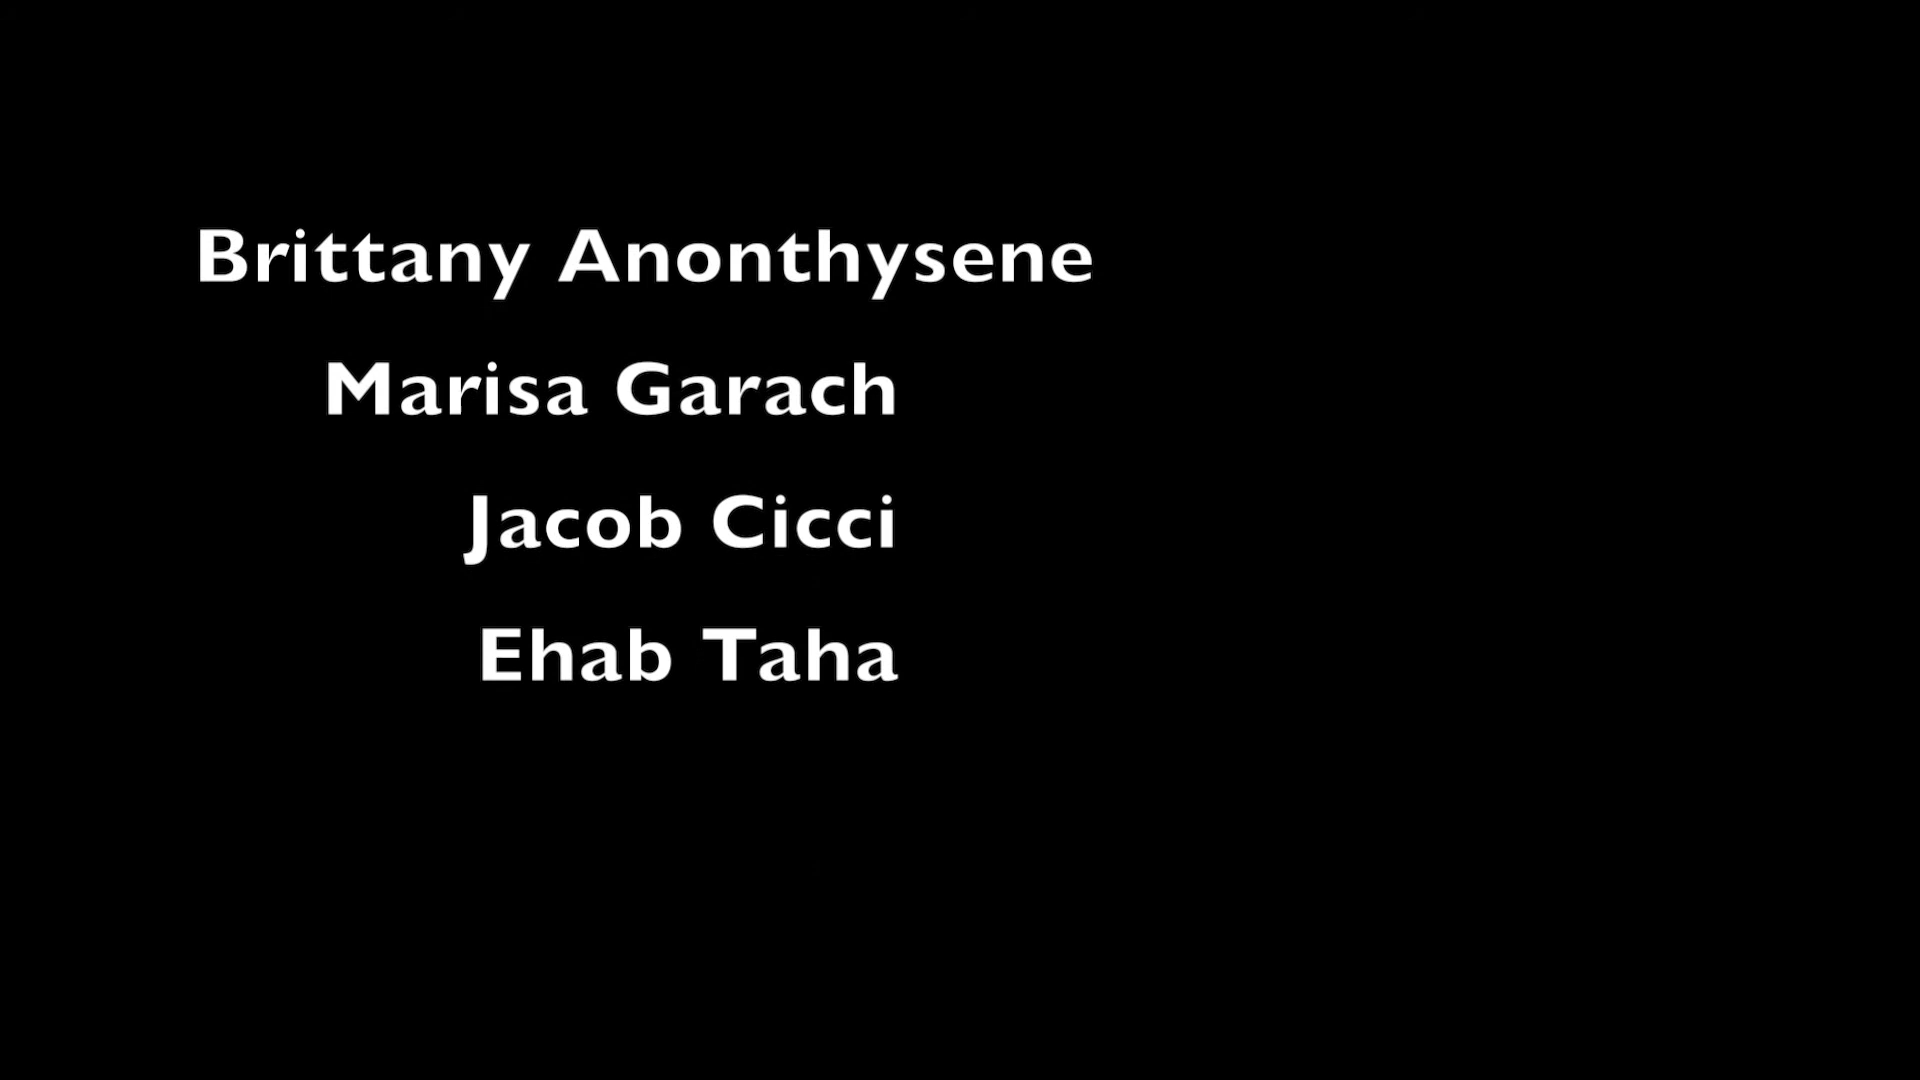 Brittany Anonthysene
Marisa Garach
Jacob Cicci
Ehab Taha